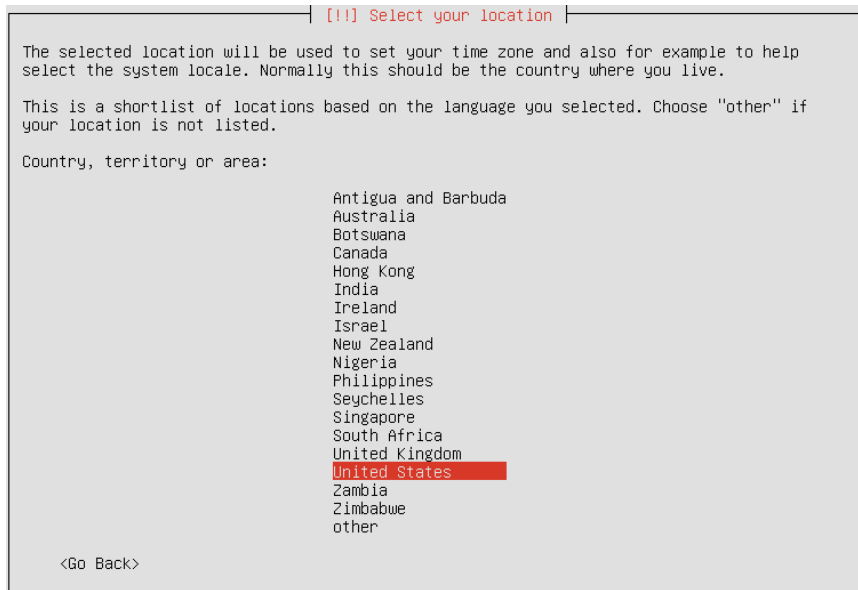 [!!] Select your location
The selected location will be used to set your time zone and also for example to help
select the system locale. Normally this should be the country where you live.
This is a shortlist of locations based on the language you selected. Choose "other" if
your location is not listed.
Country, territory or area:
Antigua and Barbuda
Australia
Botswana
Canada
Hong Kong
India
Ireland
Israel
New Zealand
Nigeria
Philippines
Seychelles
Singapore
South Africa
United Kingdom
United States
Zambia
Zimbabwe
other
<Go Back>